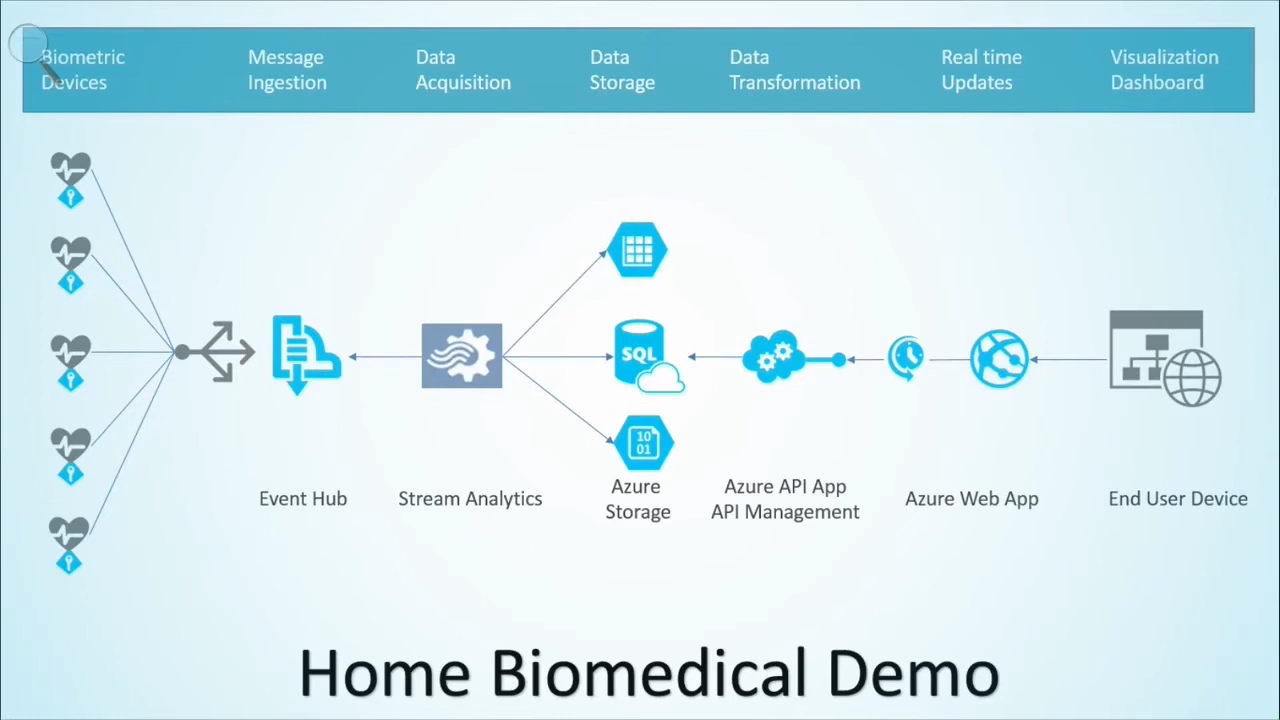 Biometric
Devices
Message
Ingestion
Data
Acquisition
Data
Storage
Data
Transformation
Real time
Updates
Visualization
Dashboard
SQL
10
01
Event Hub
Stream Analytics
Azure
Storage
Azure API App
API Management
Azure Web App
End User Device
Home Biomedical Demo